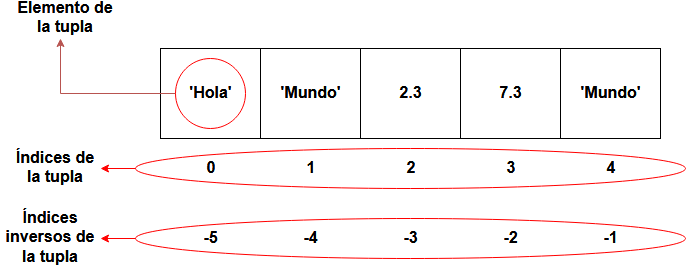 Elemento de
la tupla
'Hola' 'Mundo' 2.3 7.3 'Mundo'
Índices de
la tupla
0 1 2 3 4
Índices
inversos de
la tupla
-5 -4 -3 -2 -1